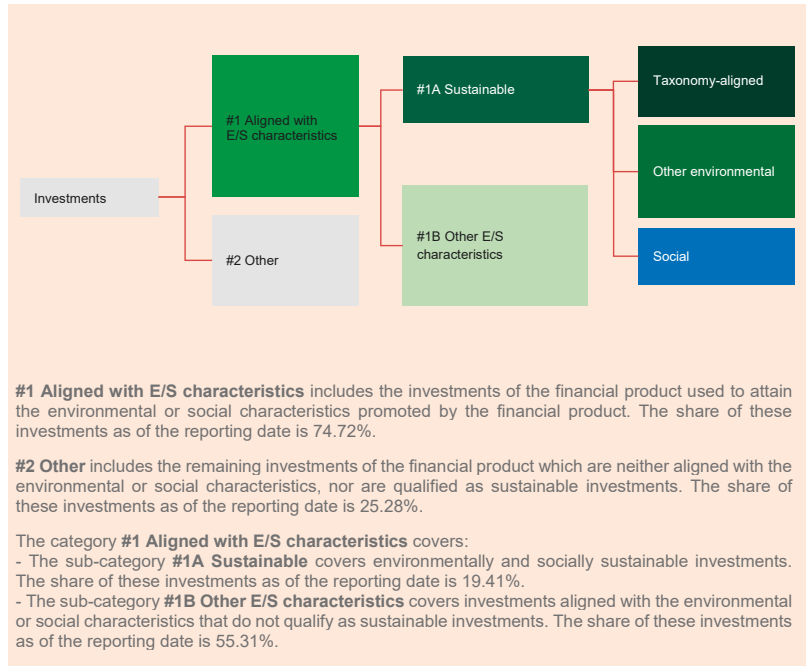 Investments
#1 Aligned with
E/S characteristics
#2 Other
#1A Sustainable
#1B Other E/S
characteristics
Taxonomy-aligned
Other environmental
Social
#1 Aligned with E/S characteristics includes the investments of the financial product used to attain
the environmental or social characteristics promoted by the financial product. The share of these
investments as of the reporting date is 74.72%.
#2 Other includes the remaining investments of the financial product which are neither aligned with the
environmental or social characteristics, nor are qualified as sustainable investments. The share of
these investments as of the reporting date is 25.28%.
The category #1 Aligned with E/S characteristics covers:
- The sub-category #1A Sustainable covers environmentally and socially sustainable investments.
The share of these investments as of the reporting date is 19.41%.
- The sub-category #1B Other E/S characteristics covers investments aligned with the environmental
or social characteristics that do not qualify as sustainable investments. The share of these investments
as of the reporting date is 55.31%.